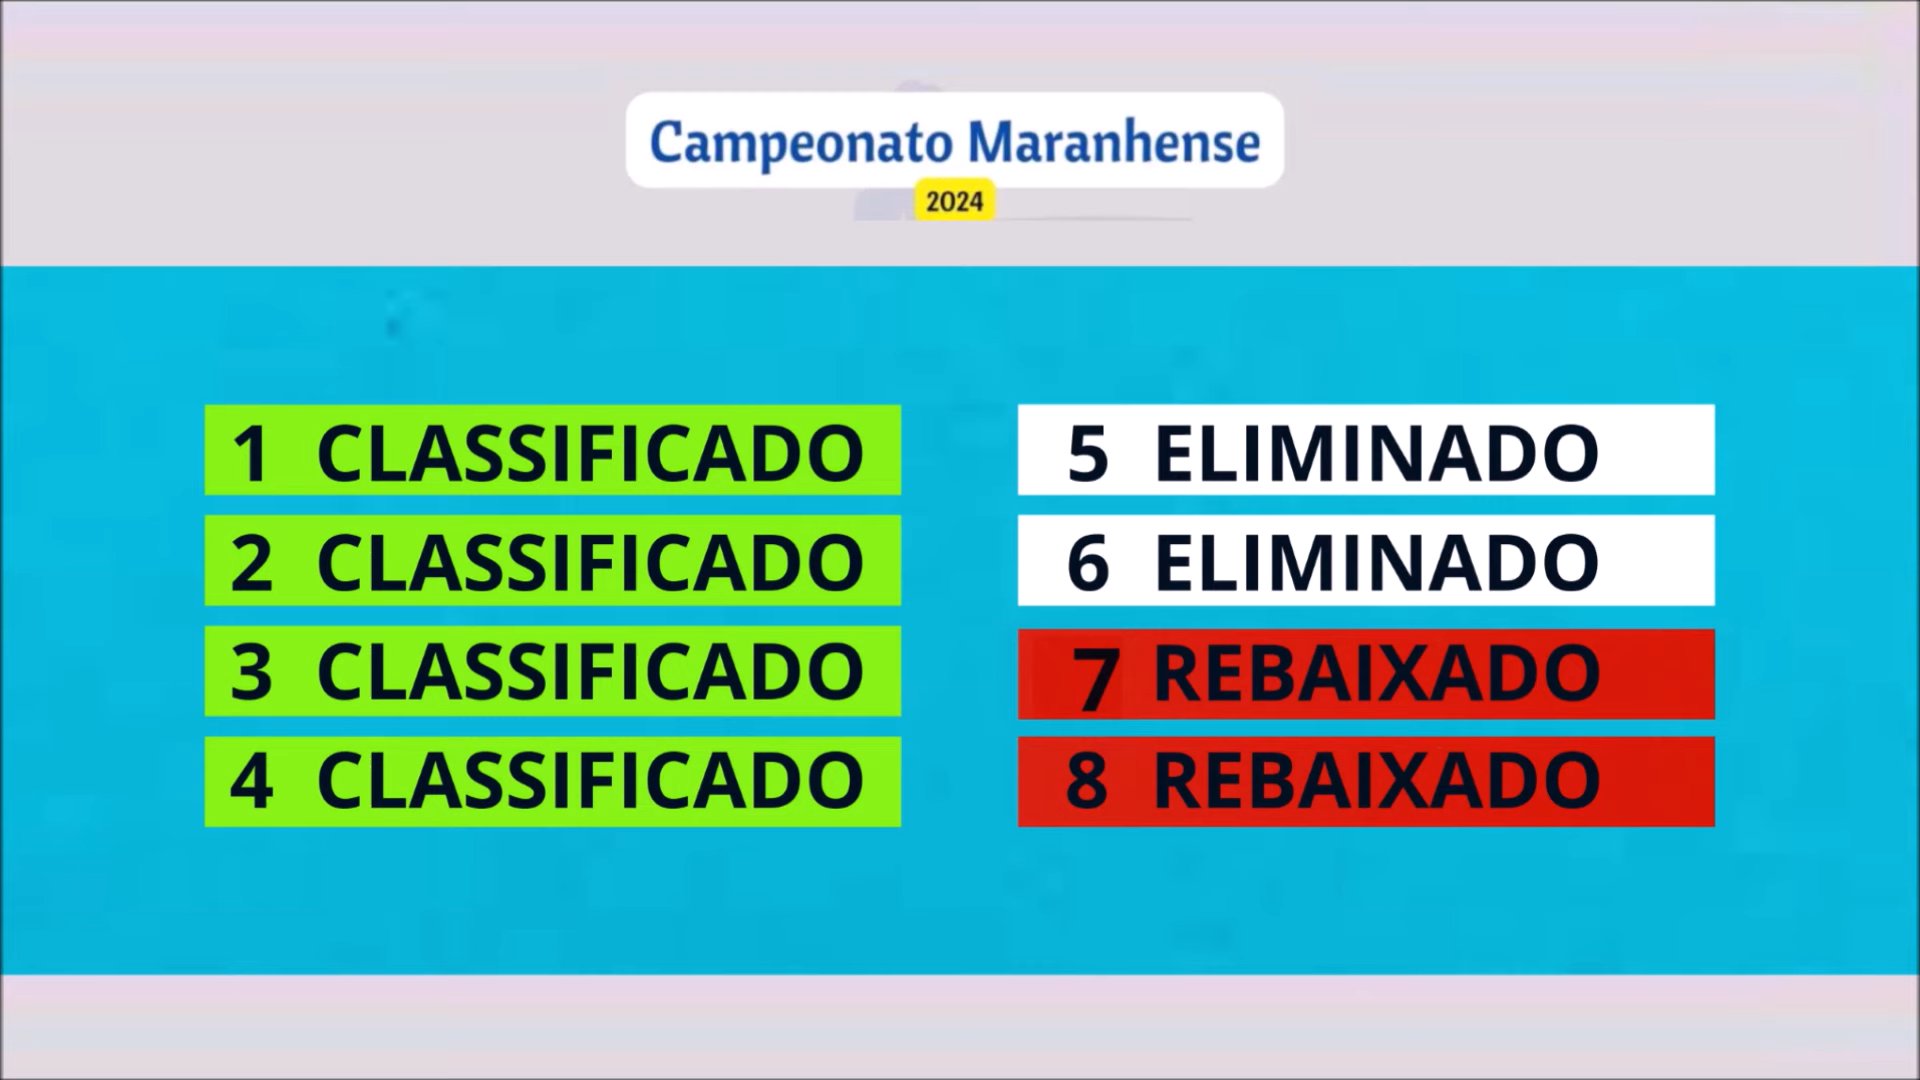 Campeonato Maranhense
2024
1 CLASSIFICADO
2 CLASSIFICADO
3 CLASSIFICADO
4 CLASSIFICADO
5 ELIMINADO
6 ELIMINADO
7 REBAIXADO
8 REBAIXADO